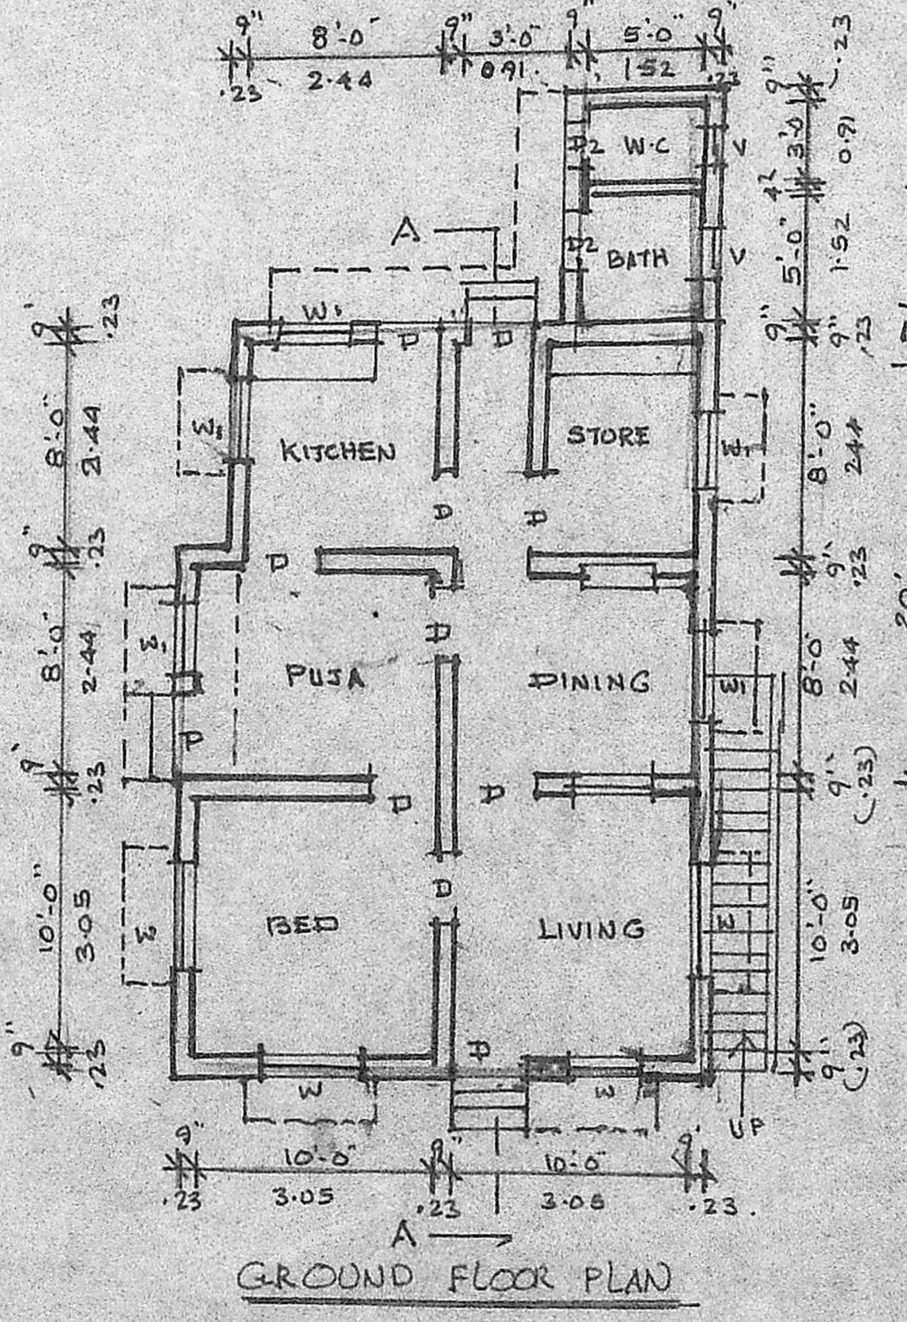 9" 8'-0" 9" 3'-0" 9" 5'-0" 9"
.23 2.44 0.91. 1.52 .23
9" .23
3'-0 0.91
W.C
D2
V
5'-0" 1.52
BATH
D2
V
A
9" .23
9" .23
W1
D
D
8'-0" 2.44
W1
KITCHEN
STORE
W1
8'-0" 244
D
D
9" .23
D
9" .23
8'-0" 2.44
W1
D
PUJA
DINING
W1
8'-0" 2.44
D
9" .23
D
D
9" (.23)
10'-0" 3.05
D
W
BED
LIVING
W
10'-0" 3.05
9" .23
D
9" (.23)
W
W
UP
9" 10'-0" 9" 10'-0 9"
.23 3.05 .23 3.05 .23.
A
GROUND FLOOR PLAN